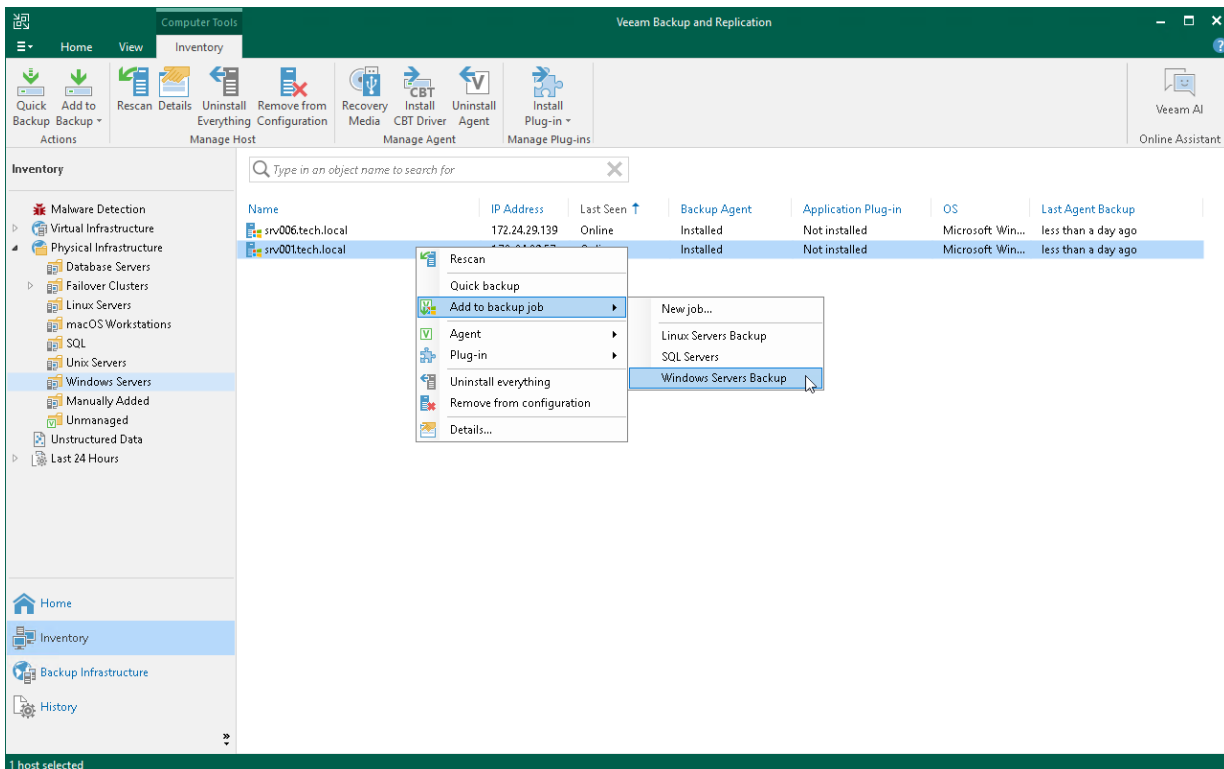 Computer Tools
Veeam Backup and Replication
Home View Inventory
Quick Backup
Add to Backup
Rescan
Details
Uninstall Everything
Remove from Configuration
Recovery Media
Install CBT Driver
Uninstall Agent
Install Plug-in
Veeam AI
Actions
Manage Host
Manage Agent
Manage Plug-ins
Online Assistant
Inventory
Type in an object name to search for
Malware Detection
Virtual Infrastructure
Physical Infrastructure
Database Servers
Failover Clusters
Linux Servers
macOS Workstations
SQL
Unix Servers
Windows Servers
Manually Added
Unmanaged
Unstructured Data
Last 24 Hours
Name IP Address Last Seen Backup Agent Application Plug-in OS Last Agent Backup
srv006.tech.local 172.24.29.139 Online Installed Not installed Microsoft Win... less than a day ago
srv001.tech.local Installed Not installed Microsoft Win... less than a day ago
Rescan
Quick backup
Add to backup job
Agent
Plug-in
Uninstall everything
Remove from configuration
Details...
New job...
Linux Servers Backup
SQL Servers
Windows Servers Backup
Home
Inventory
Backup Infrastructure
History
1 host selected